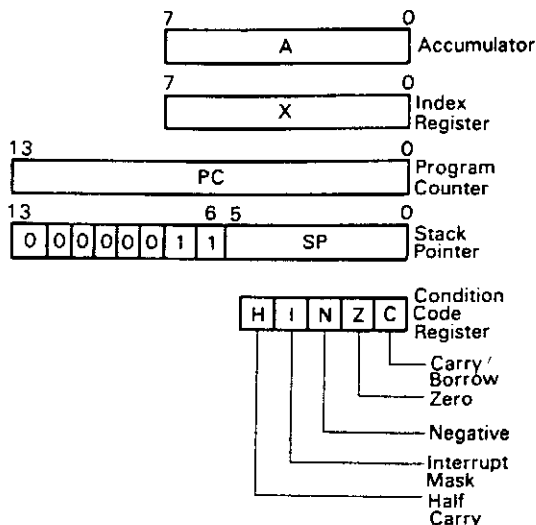 7 0
A Accumulator
7 0
X Index
Register
13 0
PC Program
Counter
13 6 5 0
0 0 0 0 0 0 1 1 SP Stack
Pointer
H I N Z C Condition
Code
Register
Carry/
Borrow
Zero
Negative
Interrupt
Mask
Half
Carry